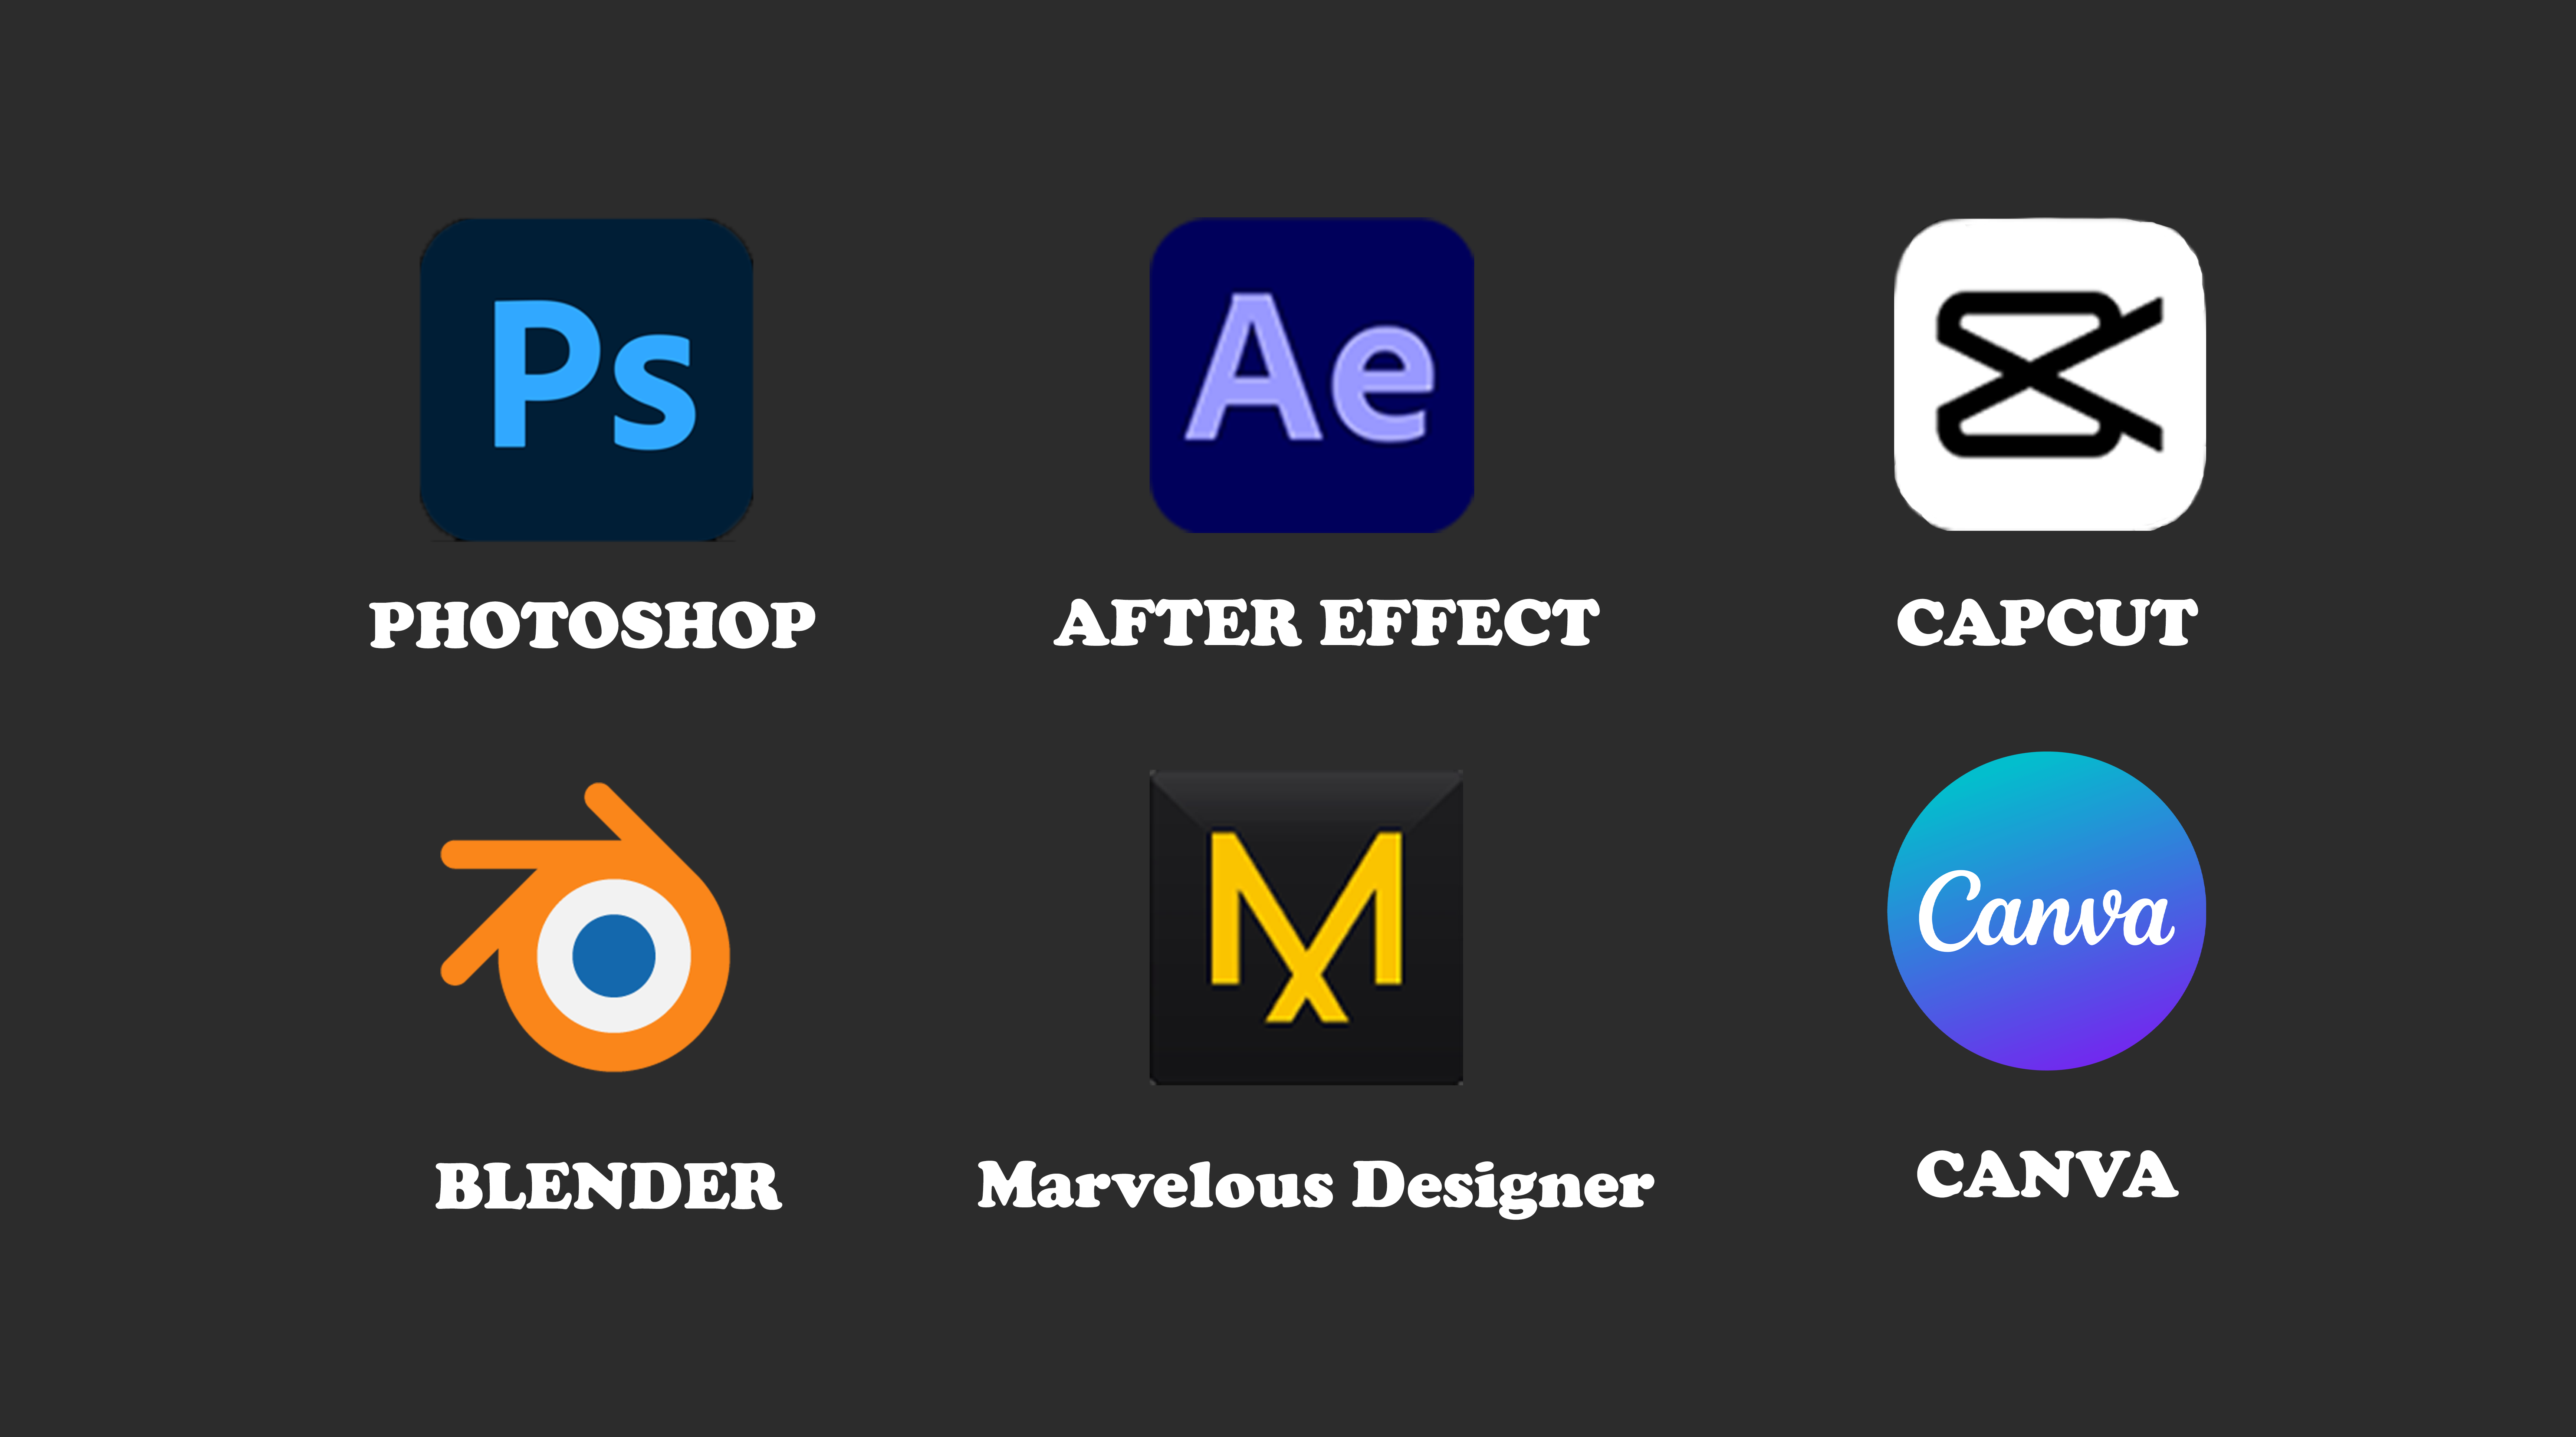 Ps
Ae
PHOTOSHOP
AFTER EFFECT
CAPCUT
M
Canva
BLENDER
Marvelous Designer
CANVA